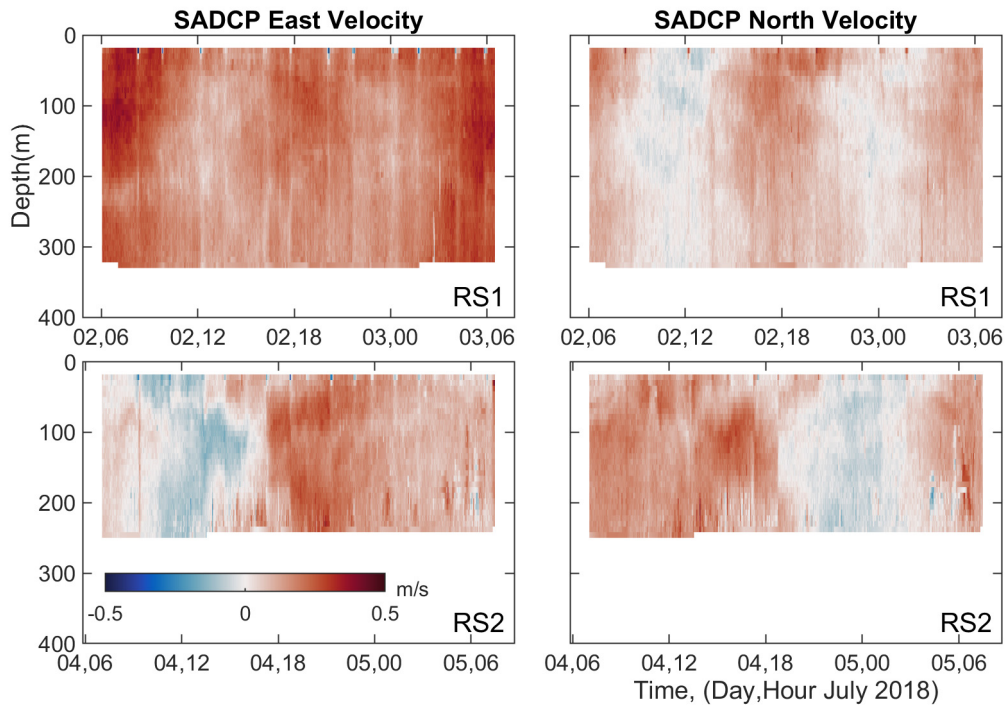 SADCP East Velocity
SADCP North Velocity
0
100
200
300
400
Depth(m)
RS1
RS1
02,06 02,12 02,18 03,00 03,06
02,06 02,12 02,18 03,00 03,06
0
100
200
300
400
-0.5 0 0.5 m/s
RS2
RS2
04,06 04,12 04,18 05,00 05,06
04,06 04,12 04,18 05,00 05,06
Time, (Day,Hour July 2018)